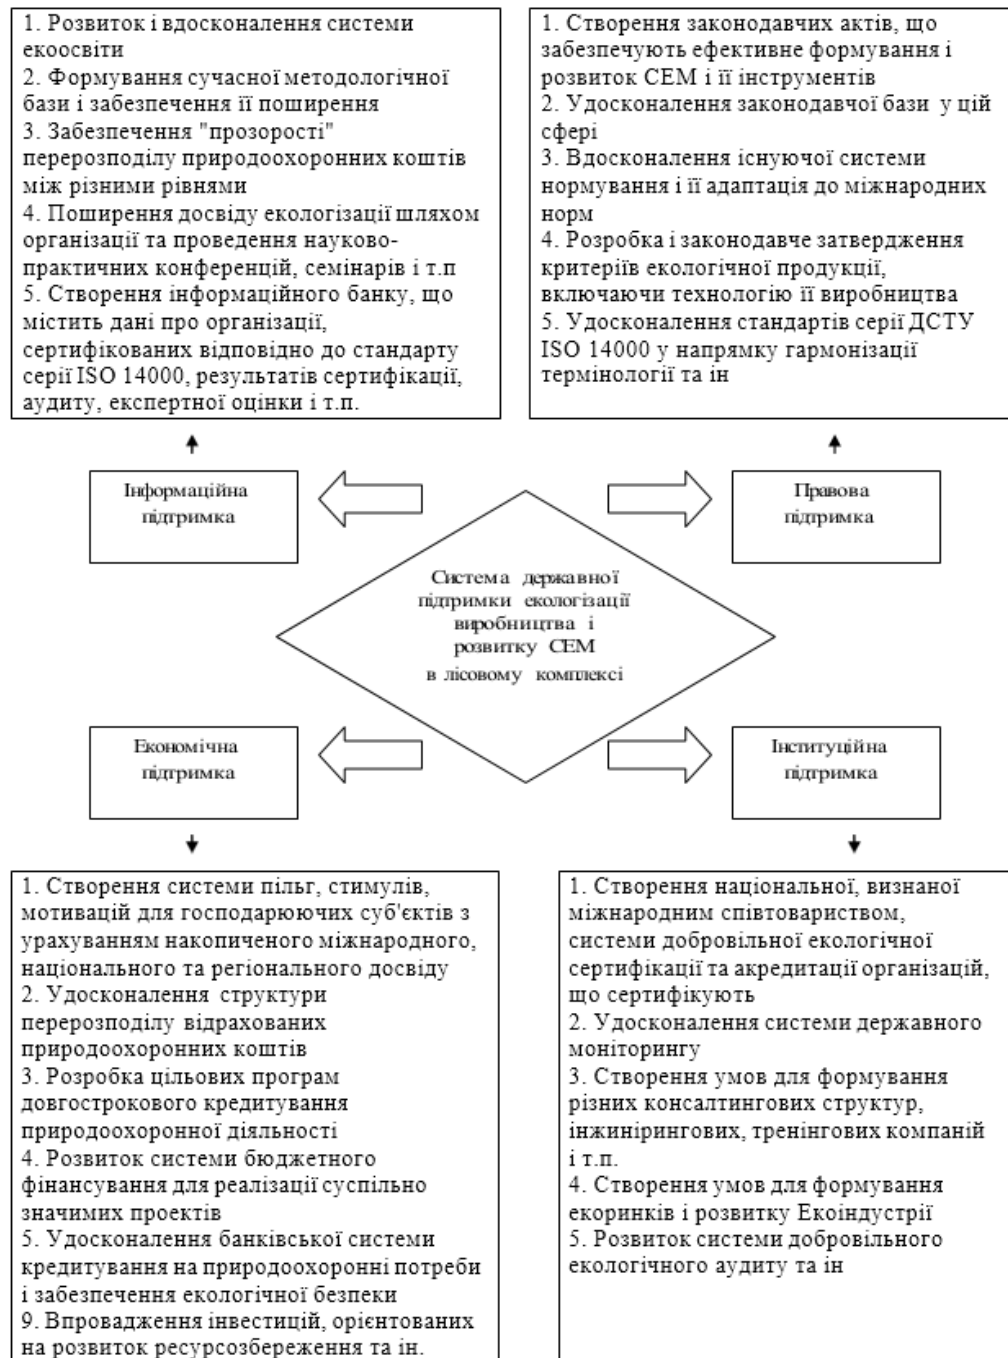 1. Розвиток і вдосконалення системи
екоосвіти
2. Формування сучасної методологічної
бази і забезпечення її поширення
3. Забезпечення "прозорості"
перерозподілу природоохоронних коштів
між різними рівнями
4. Поширення досвіду екологізації шляхом
організації та проведення науково-
практичних конференцій, семінарів і т.п
5. Створення інформаційного банку, що
містить дані про організації,
сертифікованих відповідно до стандарту
серії ISO 14000, результатів сертифікації,
аудиту, експертної оцінки і т.п.
1. Створення законодавчих актів, що
забезпечують ефективне формування і
розвиток СЕМ і її інструментів
2. Удосконалення законодавчої бази у цій
сфері
3. Вдосконалення існуючої системи
нормування і її адаптація до міжнародних
норм
4. Розробка і законодавче затвердження
критеріїв екологічної продукції,
включаючи технологію її виробництва
5. Удосконалення стандартів серії ДСТУ
ISO 14000 у напрямку гармонізації
термінології та ін
Інформаційна
підтримка
Правова
підтримка
Система державної
підтримки екологізації
виробництва і
розвитку СЕМ
в лісовому комплексі
Економічна
підтримка
Інституційна
підтримка
1. Створення системи пільг, стимулів,
мотивацій для господарюючих суб'єктів з
урахуванням накопиченого міжнародного,
національного та регіонального досвіду
2. Удосконалення структури
перерозподілу відрахованих
природоохоронних коштів
3. Розробка цільових програм
довгострокового кредитування
природоохоронної діяльності
4. Розвиток системи бюджетного
фінансування для реалізації суспільно
значимих проектів
5. Удосконалення банківської системи
кредитування на природоохоронні потреби
і забезпечення екологічної безпеки
9. Впровадження інвестицій, орієнтованих
на розвиток ресурсозбереження та ін.
1. Створення національної, визнаної
міжнародним співтовариством,
системи добровільної екологічної
сертифікації та акредитації організацій,
що сертифікують
2. Удосконалення системи державного
моніторингу
3. Створення умов для формування
різних консалтингових структур,
інжинірингових, тренінгових компаній
і т.п.
4. Створення умов для формування
екоринків і розвитку Екоіндустрії
5. Розвиток системи добровільного
екологічного аудиту та ін